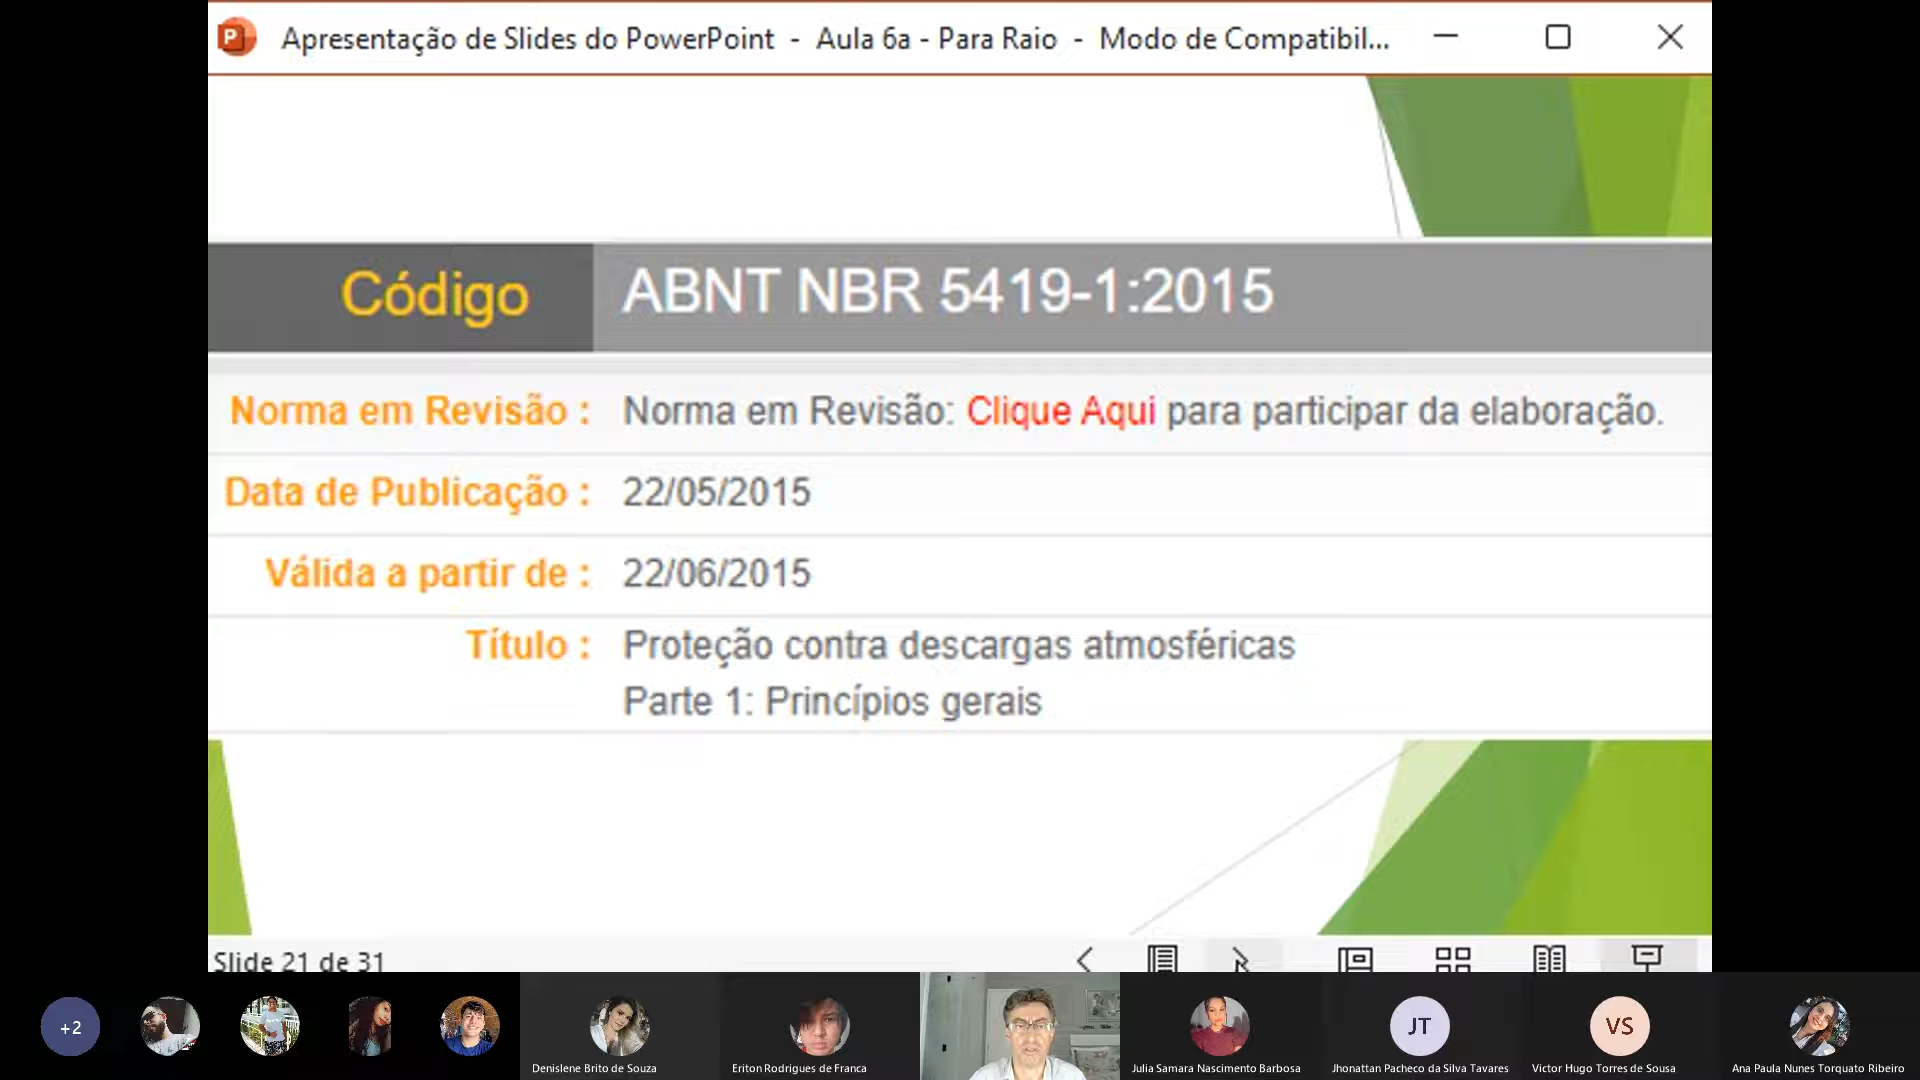 Apresentação de Slides do PowerPoint - Aula 6a - Para Raio - Modo de Compatibil...
Código
ABNT NBR 5419-1:2015
Norma em Revisão :
Norma em Revisão: Clique Aqui para participar da elaboração.
Data de Publicação :
22/05/2015
Válida a partir de :
22/06/2015
Título :
Proteção contra descargas atmosféricas
Parte 1: Princípios gerais
Slide 21 de 31
+2
JT
VS
Denislene Brito de Souza
Eriton Rodrigues de Franca
Julia Samara Nascimento Barbosa
Jhonattan Pacheco da Silva Tavares
Victor Hugo Torres de Sousa
Ana Paula Nunes Torquato Ribeiro